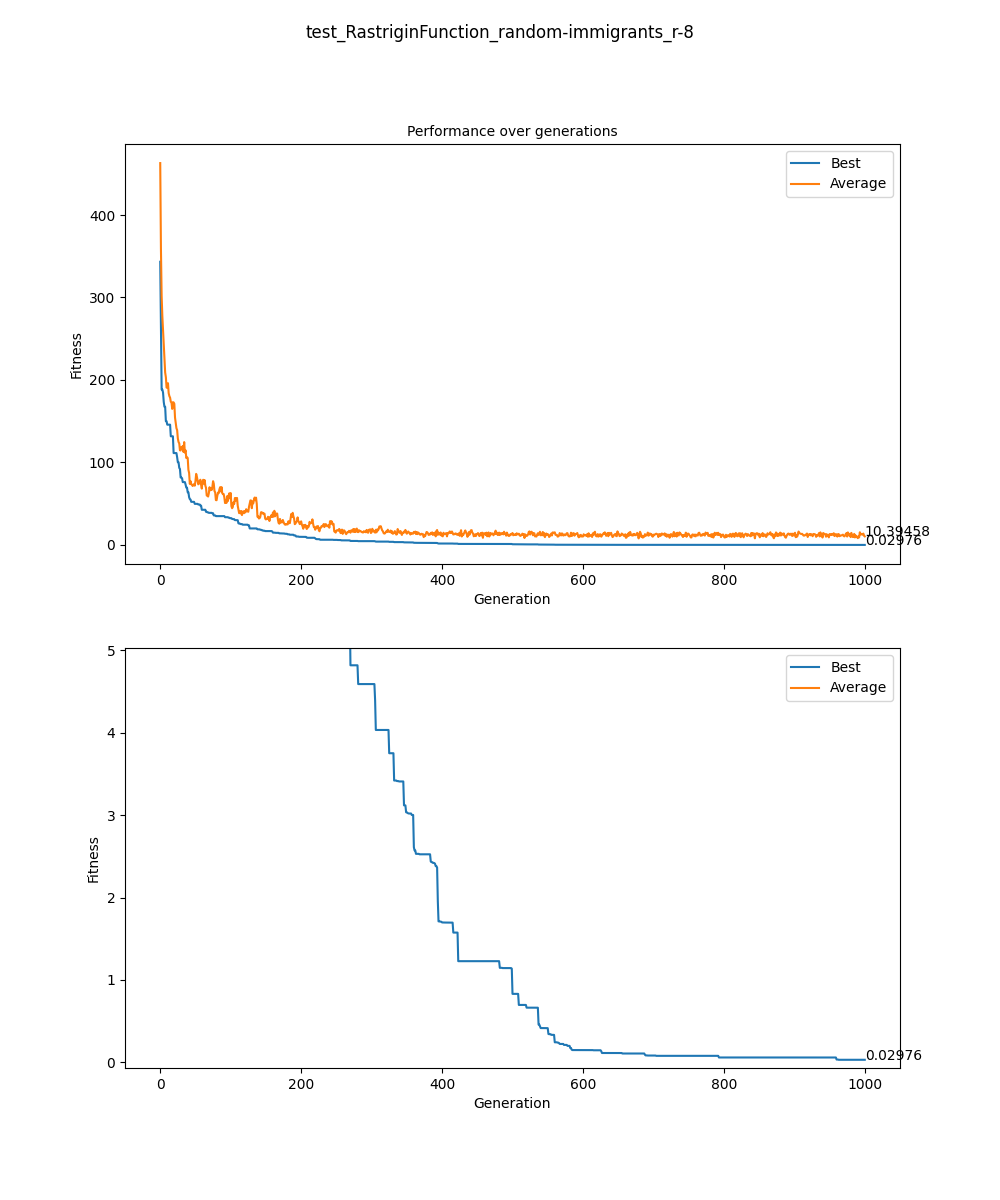 test_RastriginFunction_random-immigrants_r-8
Performance over generations
Best
Average
400
300
200
100
0
Fitness
10.39458
0.02976
0 200 400 600 800 1000
Generation
Best
Average
5
4
3
2
1
0
Fitness
0.02976
0 200 400 600 800 1000
Generation